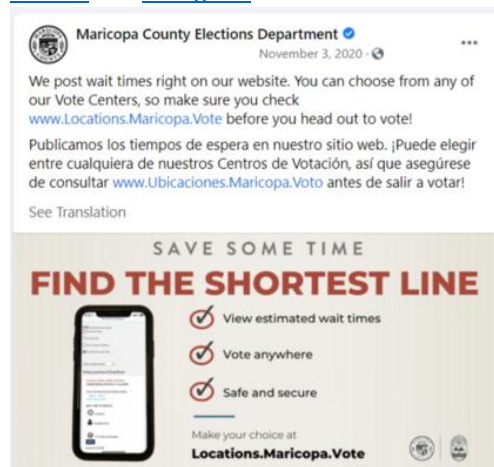 Maricopa County Elections Department
November 3, 2020 ·
We post wait times right on our website. You can choose from any of
our Vote Centers, so make sure you check
www.Locations.Maricopa.Vote before you head out to vote!
Publicamos los tiempos de espera en nuestro sitio web. ¡Puede elegir
entre cualquiera de nuestros Centros de Votación, así que asegúrese
de consultar www.Ubicaciones.Maricopa.Voto antes de salir a votar!
See Translation
SAVE SOME TIME
FIND THE SHORTEST LINE
View estimated wait times
Vote anywhere
Safe and secure
Make your choice at
Locations.Maricopa.Vote